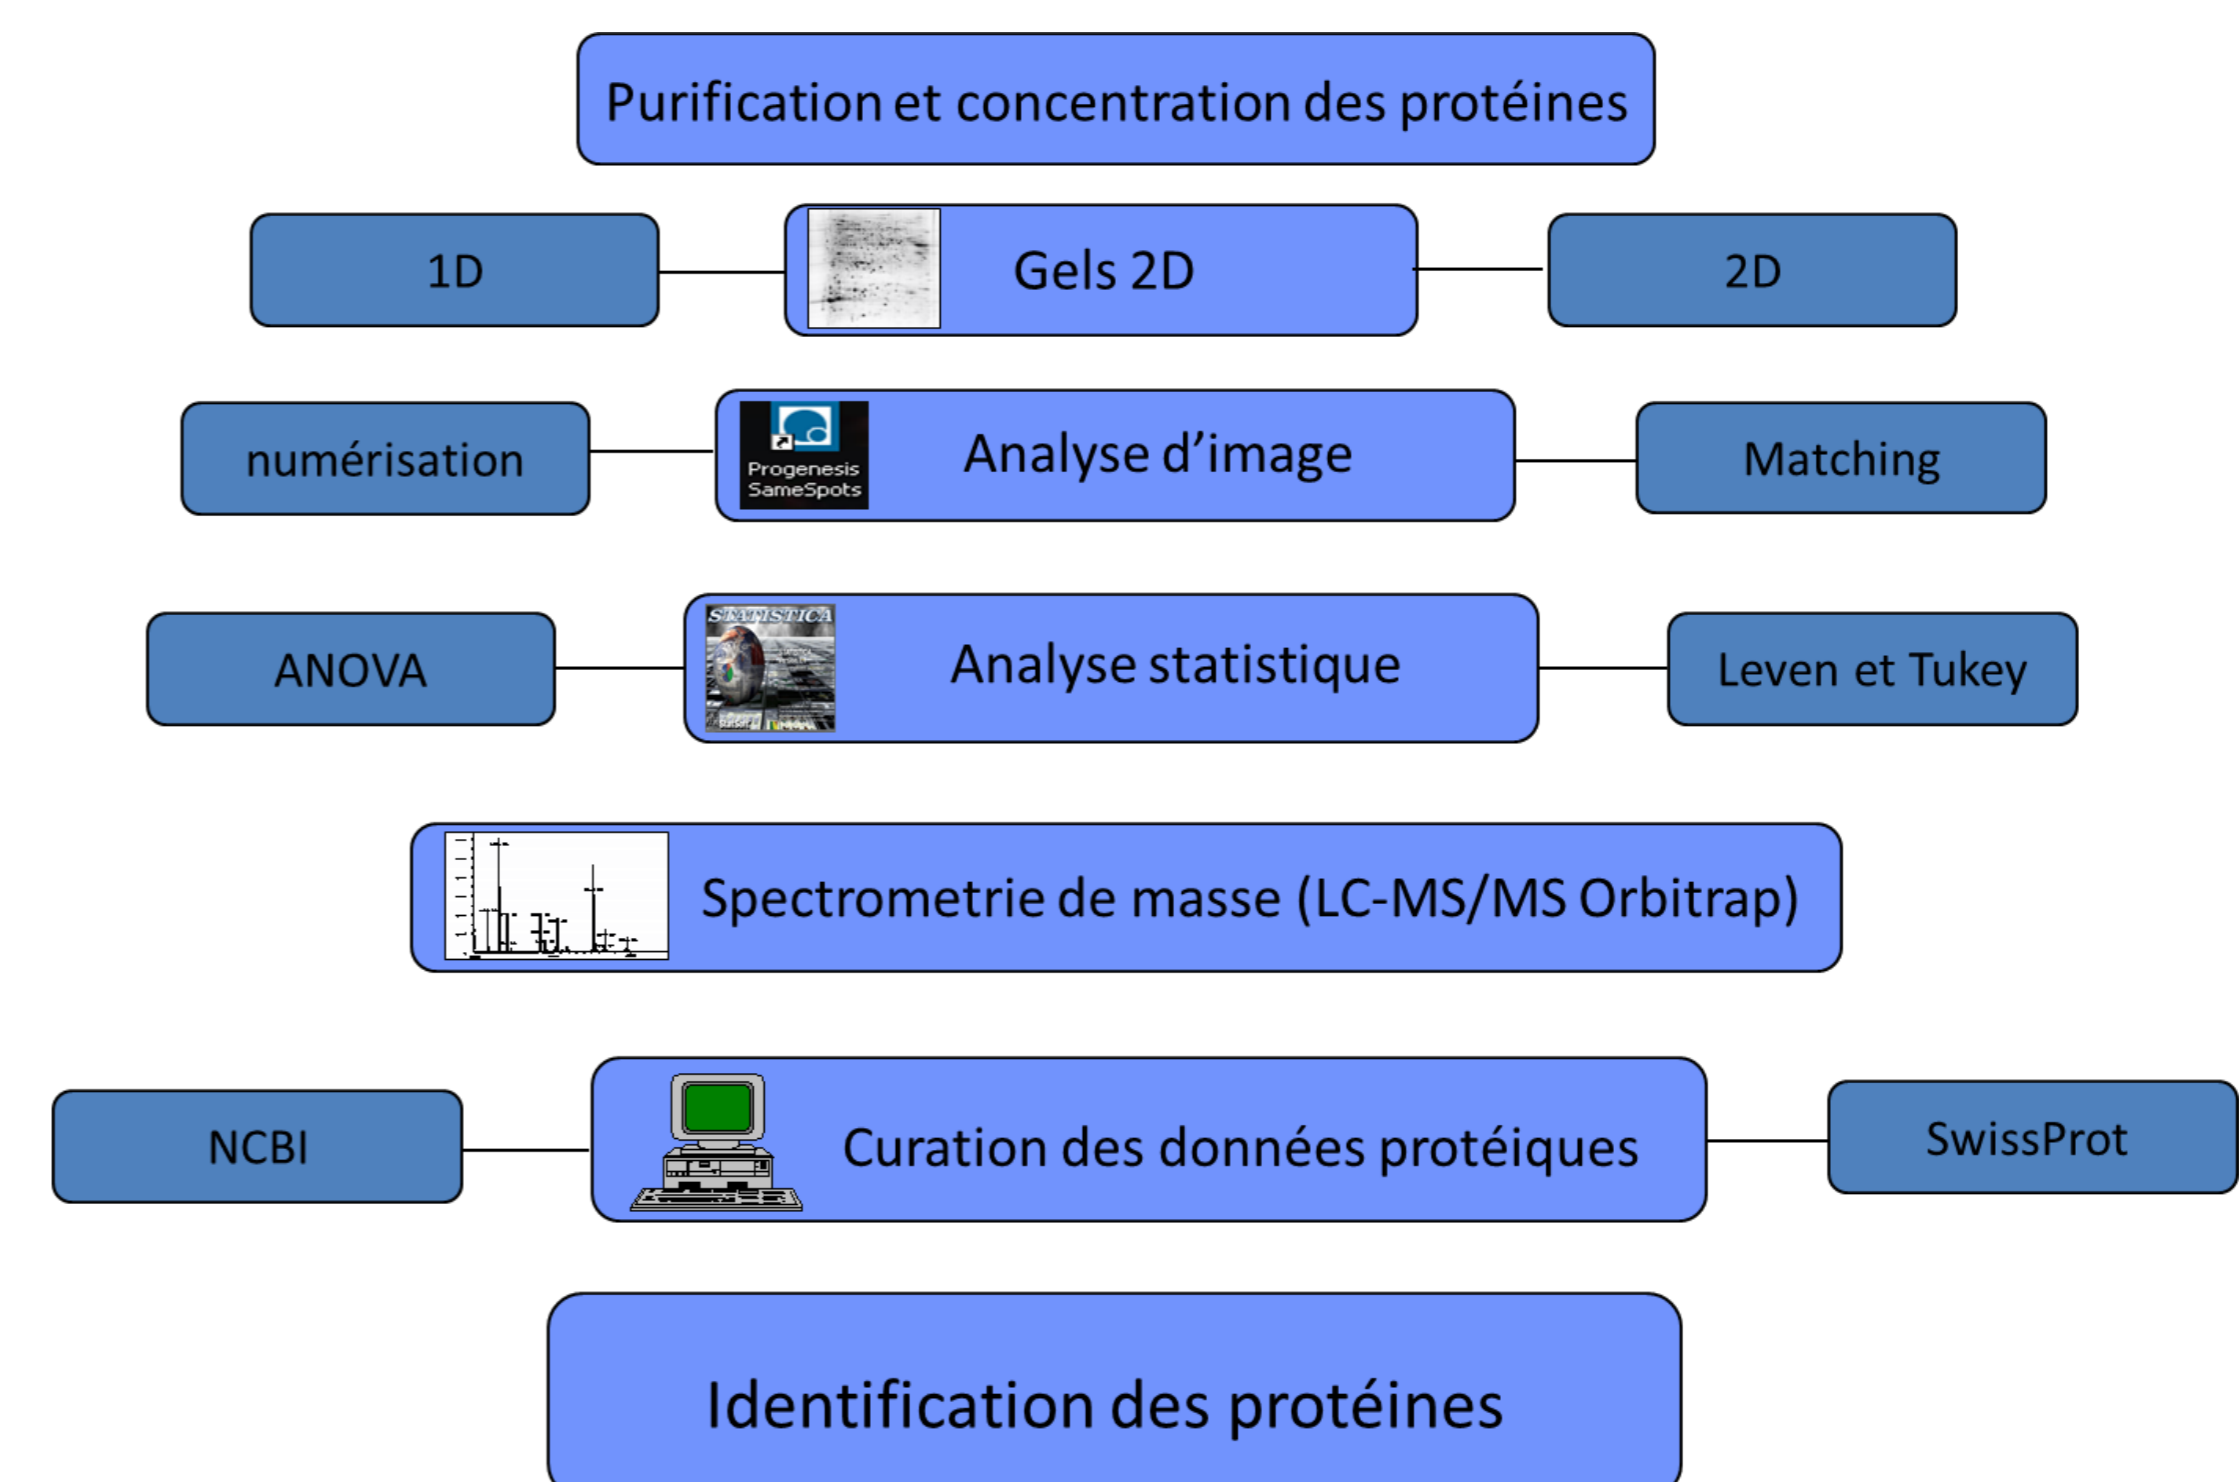 Purification et concentration des protéines
1D
Gels 2D
2D
numérisation
Progenesis
SameSpots
Analyse d’image
Matching
ANOVA
STATISTICA
Analyse statistique
Leven et Tukey
Spectrometrie de masse (LC-MS/MS Orbitrap)
NCBI
Curation des données protéiques
SwissProt
Identification des protéines